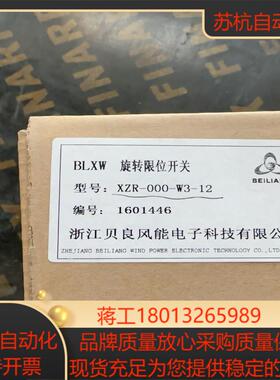 苏杭自动
BLXW 旋转限位开关
型号: XZR-000-W3-12
BEILIANG
编号: 1601446
浙江贝良风能电子科技有限公
ZHEJIANG BEILIANG WIND POWER ELECTRONIC TECHNOLOGY CO., LTD
蒋工18013265989
自动化 品牌质量放心采购质量保
开票 现货充足为您提供稳定可